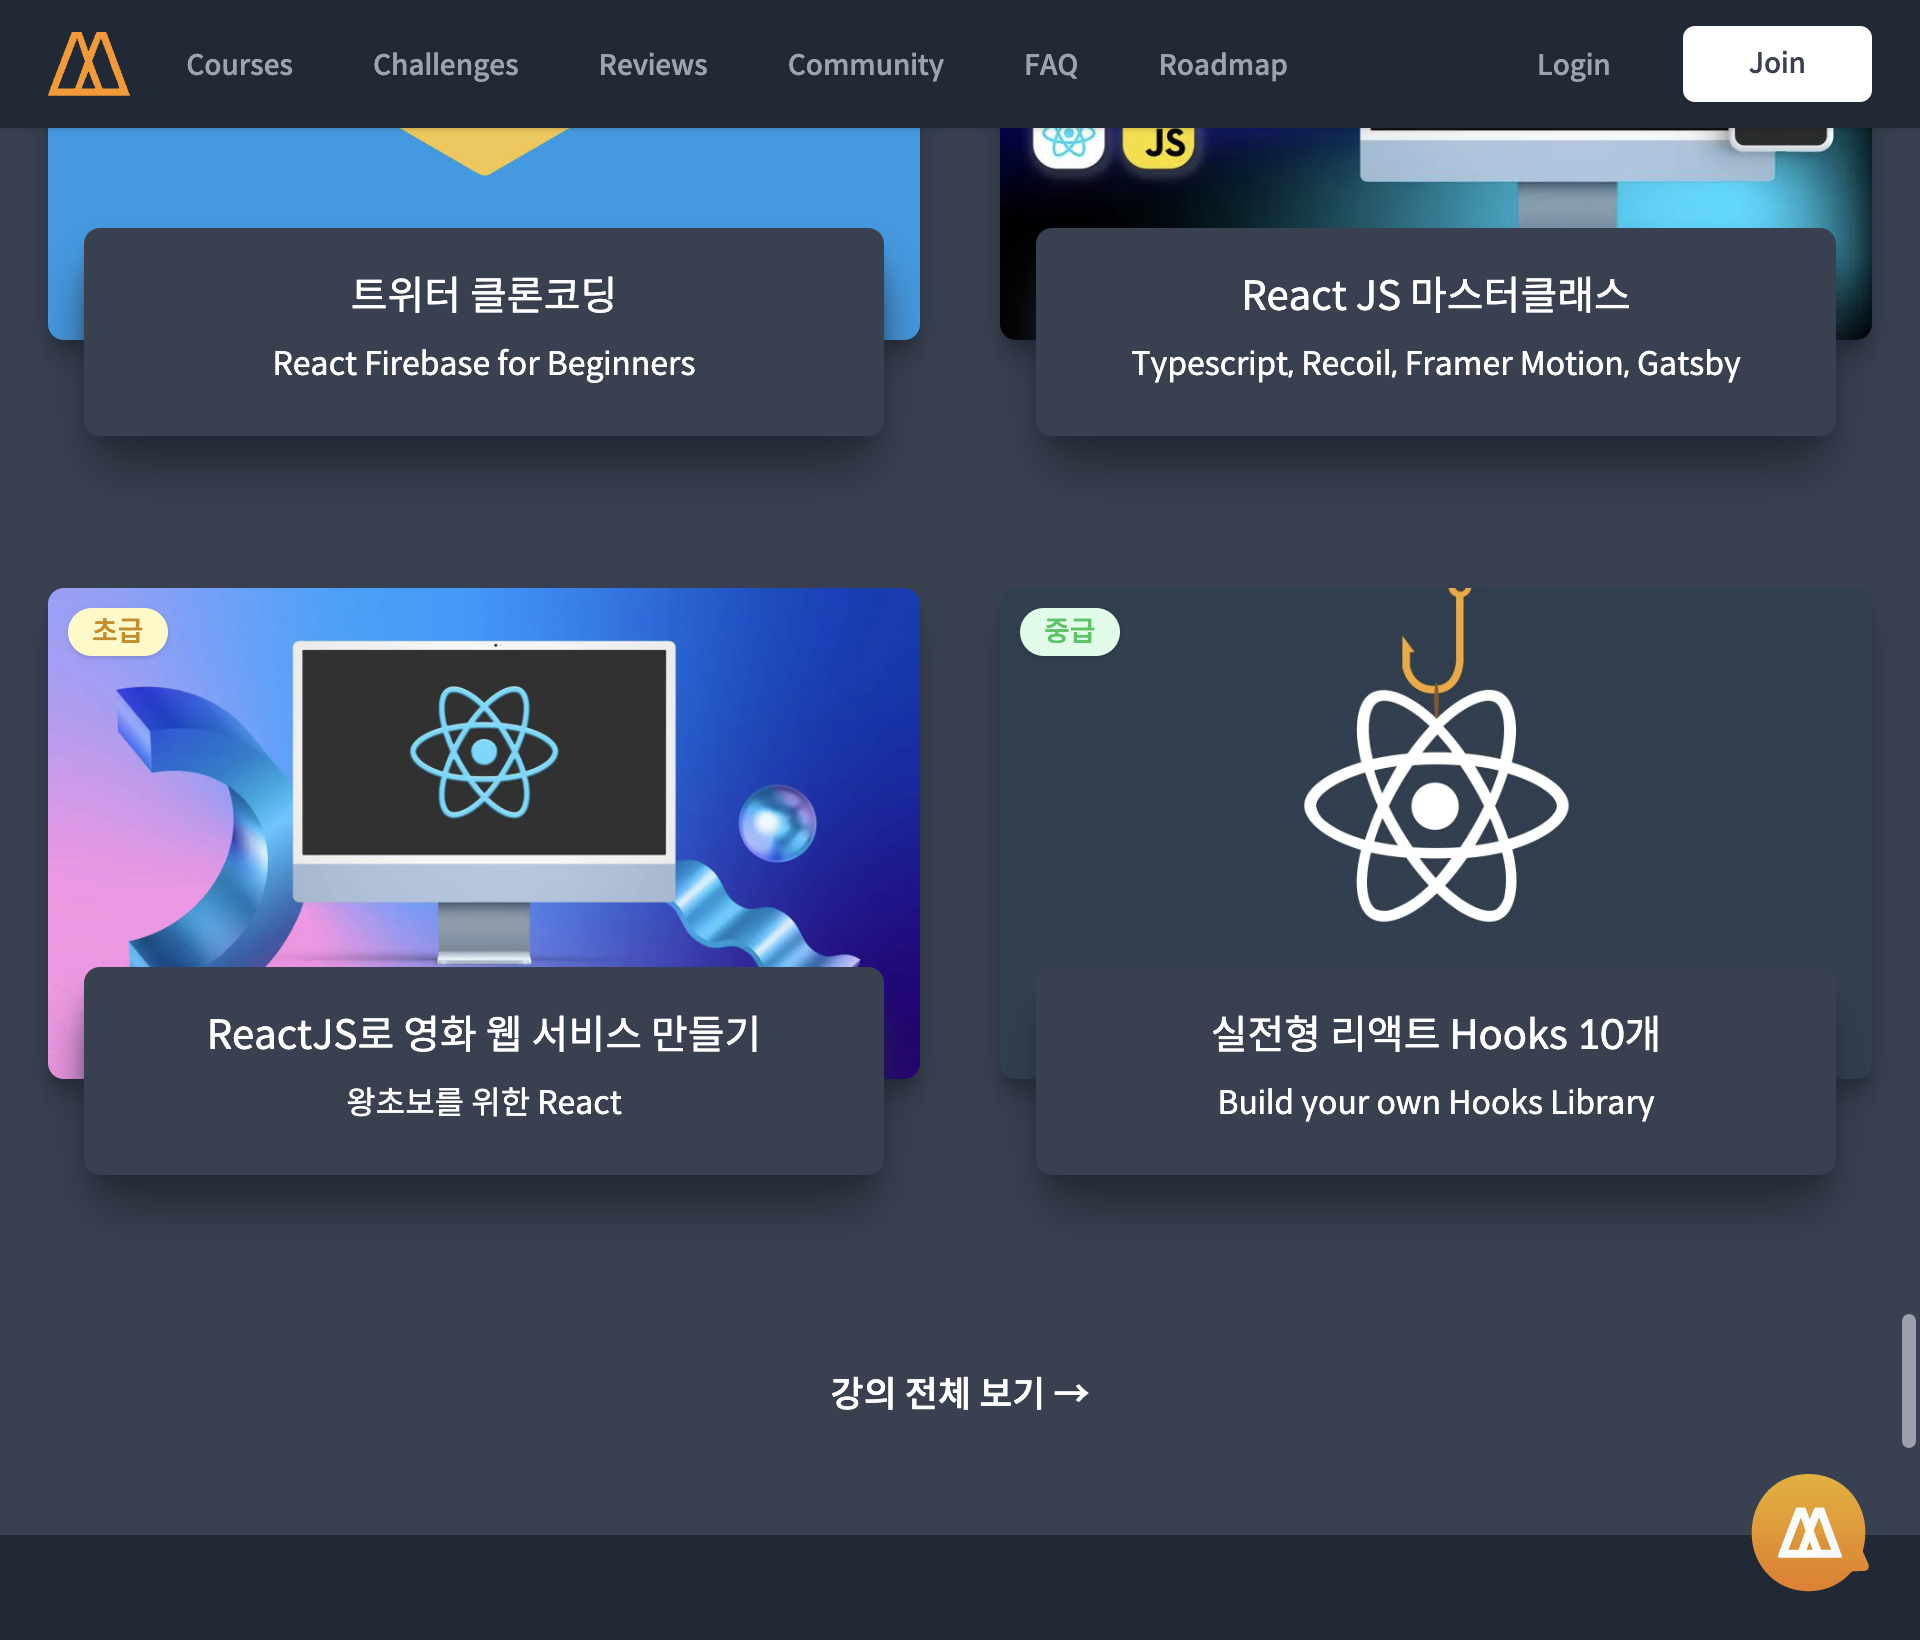 Courses Challenges Reviews Community FAQ Roadmap Login Join
JS
트위터 클론코딩
React Firebase for Beginners
React JS 마스터클래스
Typescript, Recoil, Framer Motion, Gatsby
초급
ReactJS로 영화 웹 서비스 만들기
왕초보를 위한 React
중급
실전형 리액트 Hooks 10개
Build your own Hooks Library
강의 전체 보기 →